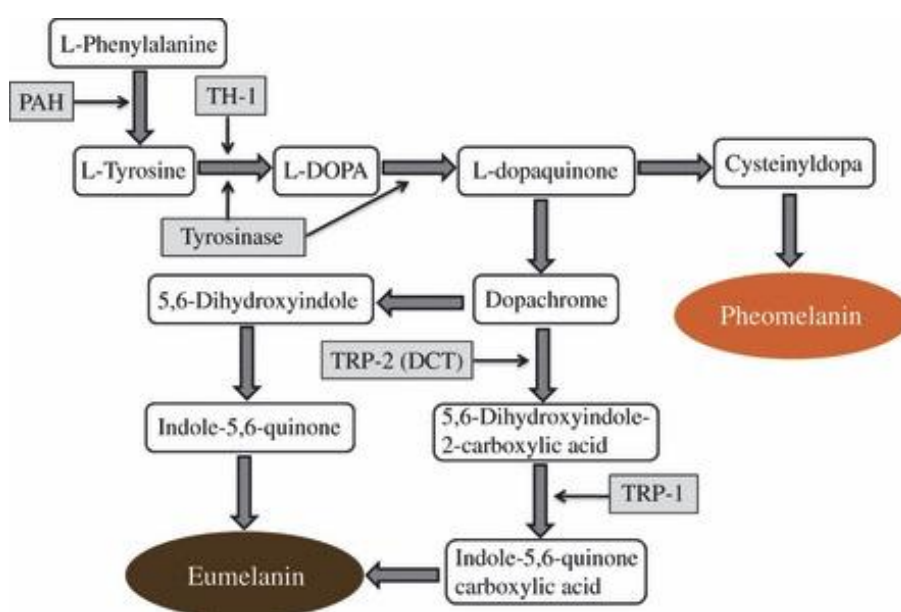 L-Phenylalanine
PAH
TH-1
L-Tyrosine
L-DOPA
L-dopaquinone
Cysteinyldopa
Tyrosinase
5,6-Dihydroxyindole
Dopachrome
Pheomelanin
TRP-2 (DCT)
Indole-5,6-quinone
5,6-Dihydroxyindole-
2-carboxylic acid
TRP-1
Eumelanin
Indole-5,6-quinone
carboxylic acid